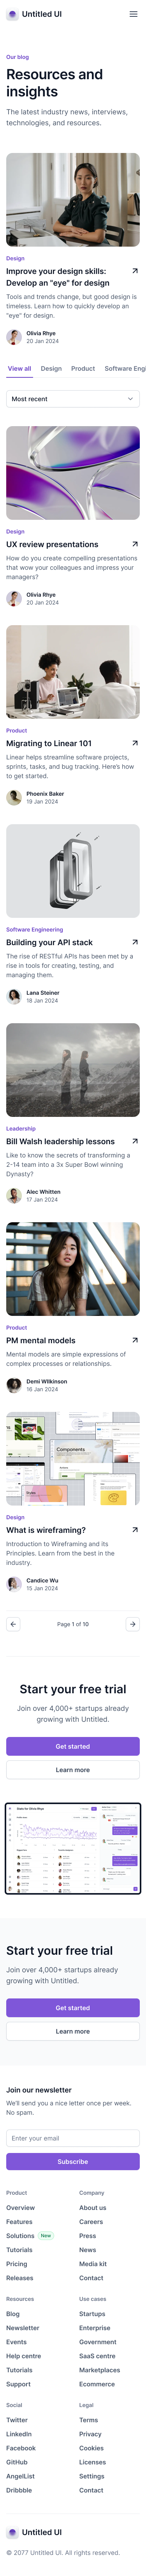 Untitled UI
Our blog
Resources and
insights
The latest industry news, interviews,
technologies, and resources.
Design
Improve your design skills:
Develop an "eye" for design
Tools and trends change, but good design is
timeless. Learn how to quickly develop an
"eye" for design.
Olivia Rhye
20 Jan 2024
View all
Design
Product
Software Engi
Most recent
Design
UX review presentations
How do you create compelling presentations
that wow your colleagues and impress your
managers?
Olivia Rhye
20 Jan 2024
Product
Migrating to Linear 101
Linear helps streamline software projects,
sprints, tasks, and bug tracking. Here's how
to get started.
Phoenix Baker
19 Jan 2024
Software Engineering
Building your API stack
The rise of RESTful APIs has been met by a
rise in tools for creating, testing, and
managing them.
Lana Steiner
18 Jan 2024
Leadership
Bill Walsh leadership lessons
Like to know the secrets of transforming a
2-14 team into a 3x Super Bowl winning
Dynasty?
Alec Whitten
17 Jan 2024
Product
PM mental models
Mental models are simple expressions of
complex processes or relationships.
Demi Wilkinson
16 Jan 2024
Components
Design
What is wireframing?
Introduction to Wireframing and its
Principles. Learn from the best in the
industry.
Candice Wu
15 Jan 2024
Page 1 of 10
Start your free trial
Join over 4,000+ startups already
growing with Untitled.
Get started
Learn more
Start your free trial
Join over 4,000+ startups already
growing with Untitled.
Get started
Learn more
Join our newsletter
We'll send you a nice letter once per week.
No spam.
Enter your email
Subscribe
Product
Overview
Features
Solutions New
Tutorials
Pricing
Releases
Company
About us
Careers
Press
News
Media kit
Contact
Resources
Blog
Newsletter
Events
Help centre
Tutorials
Support
Use cases
Startups
Enterprise
Government
SaaS centre
Marketplaces
Ecommerce
Social
Twitter
LinkedIn
Facebook
GitHub
AngelList
Dribbble
Legal
Terms
Privacy
Cookies
Licenses
Settings
Contact
Untitled UI
© 2077 Untitled UI. All rights reserved.